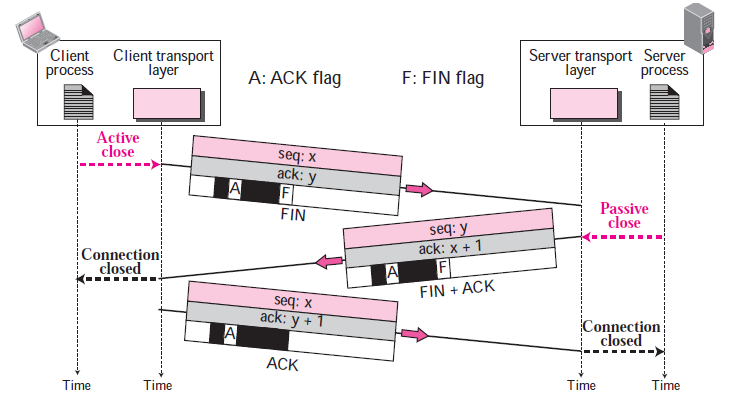 Client process
Client transport layer
A: ACK flag
F: FIN flag
Server transport layer
Server process
Active close
seq: x
ack: y
A
F
FIN
Passive close
seq: y
ack: x + 1
A
F
FIN + ACK
Connection closed
seq: x
ack: y + 1
A
ACK
Connection closed
Time
Time
Time
Time